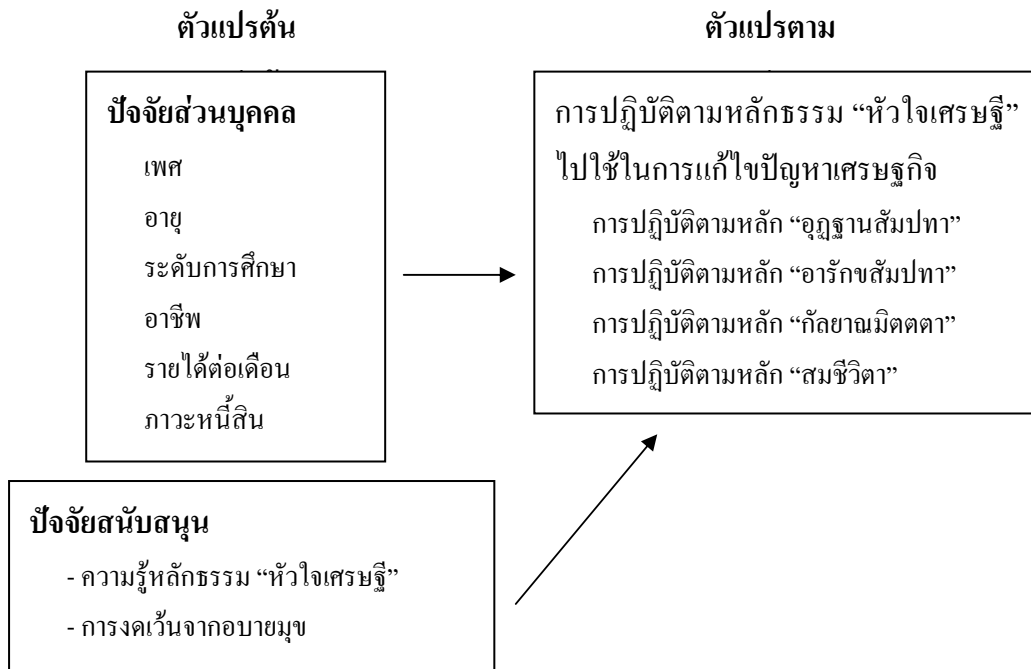 ตัวแปรต้น
ตัวแปรตาม
ปัจจัยส่วนบุคคล
เพศ
อายุ
ระดับการศึกษา
อาชีพ
รายได้ต่อเดือน
ภาวะหนี้สิน
การปฏิบัติตามหลักธรรม “หัวใจเศรษฐี”
ไปใช้ในการแก้ไขปัญหาเศรษฐกิจ
การปฏิบัติตามหลัก “อุฏฐานสัมปทา”
การปฏิบัติตามหลัก “อารักขสัมปทา”
การปฏิบัติตามหลัก “กัลยาณมิตตตา”
การปฏิบัติตามหลัก “สมชีวิตา”
ปัจจัยสนับสนุน
- ความรู้หลักธรรม “หัวใจเศรษฐี”
- การงดเว้นจากอบายมุข